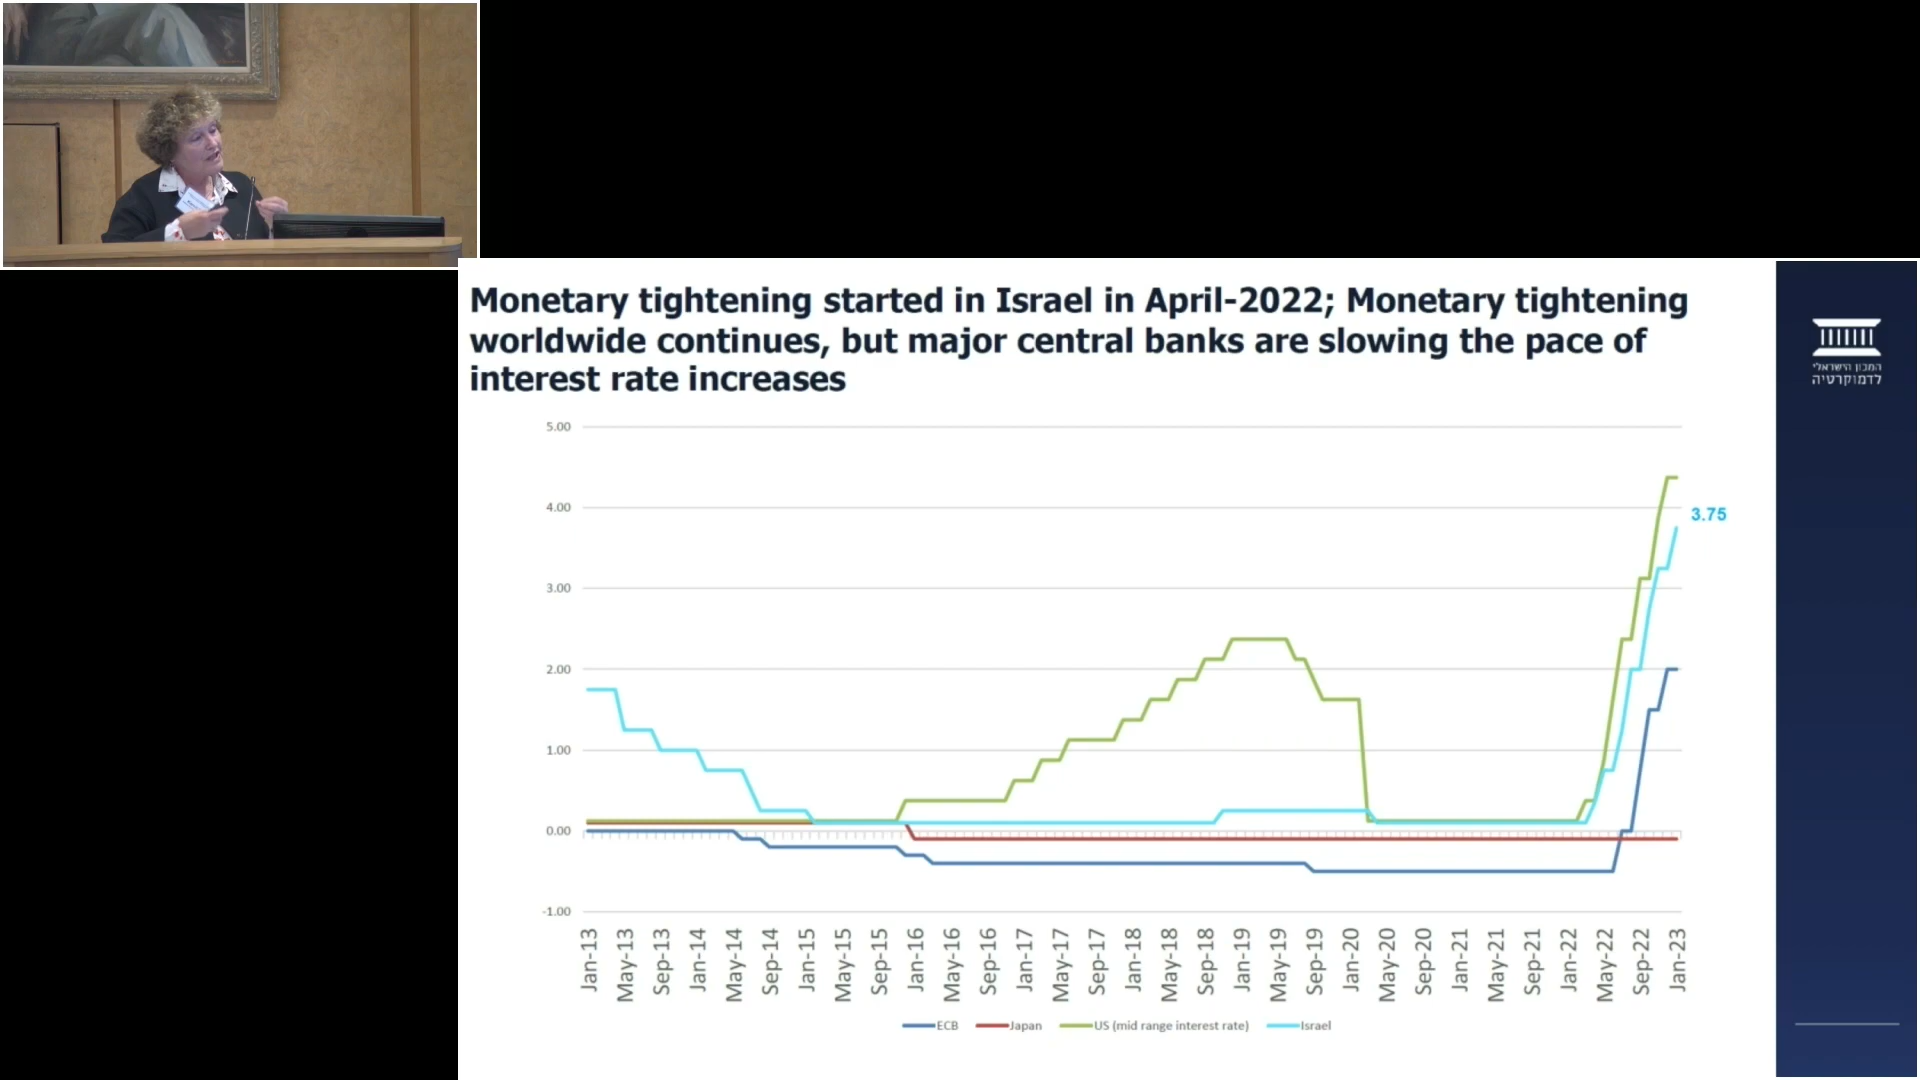 Monetary tightening started in Israel in April-2022; Monetary tightening
worldwide continues, but major central banks are slowing the pace of
interest rate increases
המכון הישראלי
לדמוקרטיה
5.00
4.00
3.75
3.00
2.00
1.00
0.00
-1.00
Jan-13
May-13
Sep-13
Jan-14
May-14
Sep-14
Jan-15
May-15
Sep-15
Jan-16
May-16
Sep-16
Jan-17
May-17
Sep-17
Jan-18
May-18
Sep-18
Jan-19
May-19
Sep-19
Jan-20
May-20
Sep-20
Jan-21
May-21
Sep-21
Jan-22
May-22
Sep-22
Jan-23
ECB
Japan
US (mid range interest rate)
Israel